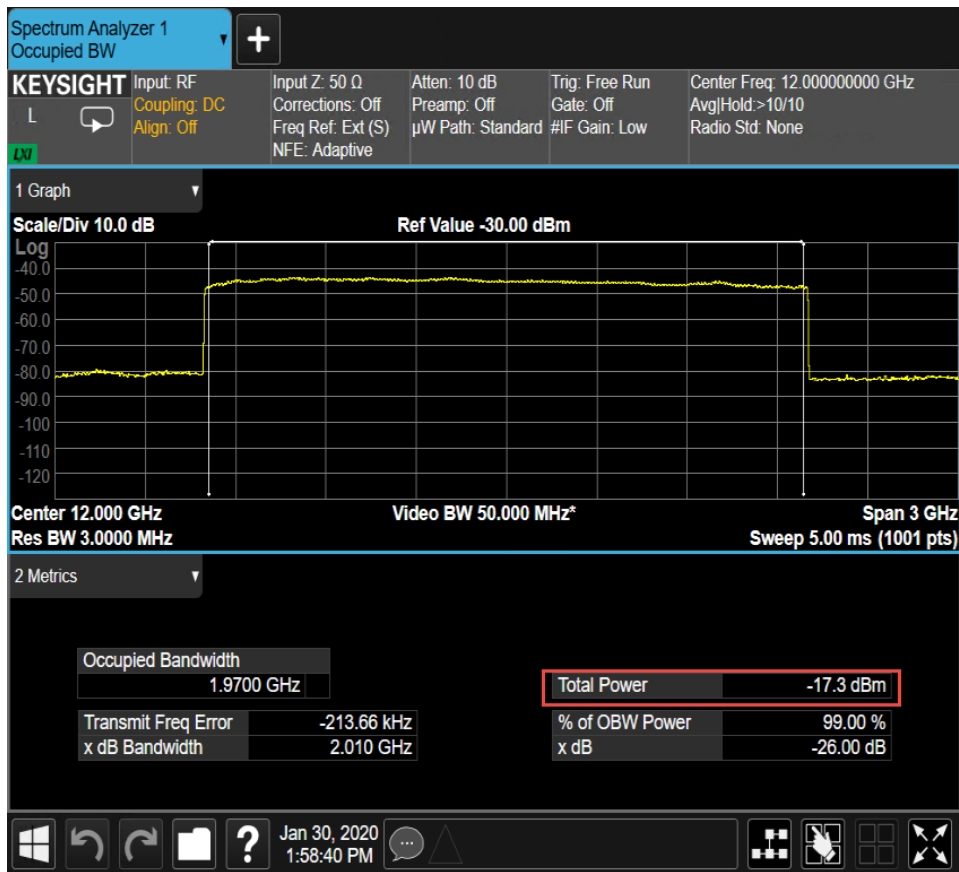 Spectrum Analyzer 1
Occupied BW
KEYSIGHT
L
LXI
Input: RF
Coupling: DC
Align: Off
Input Z: 50 Ω
Corrections: Off
Freq Ref: Ext (S)
NFE: Adaptive
Atten: 10 dB
Preamp: Off
µW Path: Standard
Trig: Free Run
Gate: Off
#IF Gain: Low
Center Freq: 12.000000000 GHz
Avg|Hold:>10/10
Radio Std: None
1 Graph
Scale/Div 10.0 dB
Ref Value -30.00 dBm
Log
-40.0
-50.0
-60.0
-70.0
-80.0
-90.0
-100
-110
-120
Center 12.000 GHz
Video BW 50.000 MHz*
Span 3 GHz
Res BW 3.0000 MHz
Sweep 5.00 ms (1001 pts)
2 Metrics
Occupied Bandwidth
1.9700 GHz
Total Power -17.3 dBm
Transmit Freq Error -213.66 kHz
% of OBW Power 99.00 %
x dB Bandwidth 2.010 GHz
x dB -26.00 dB
?
Jan 30, 2020
1:58:40 PM